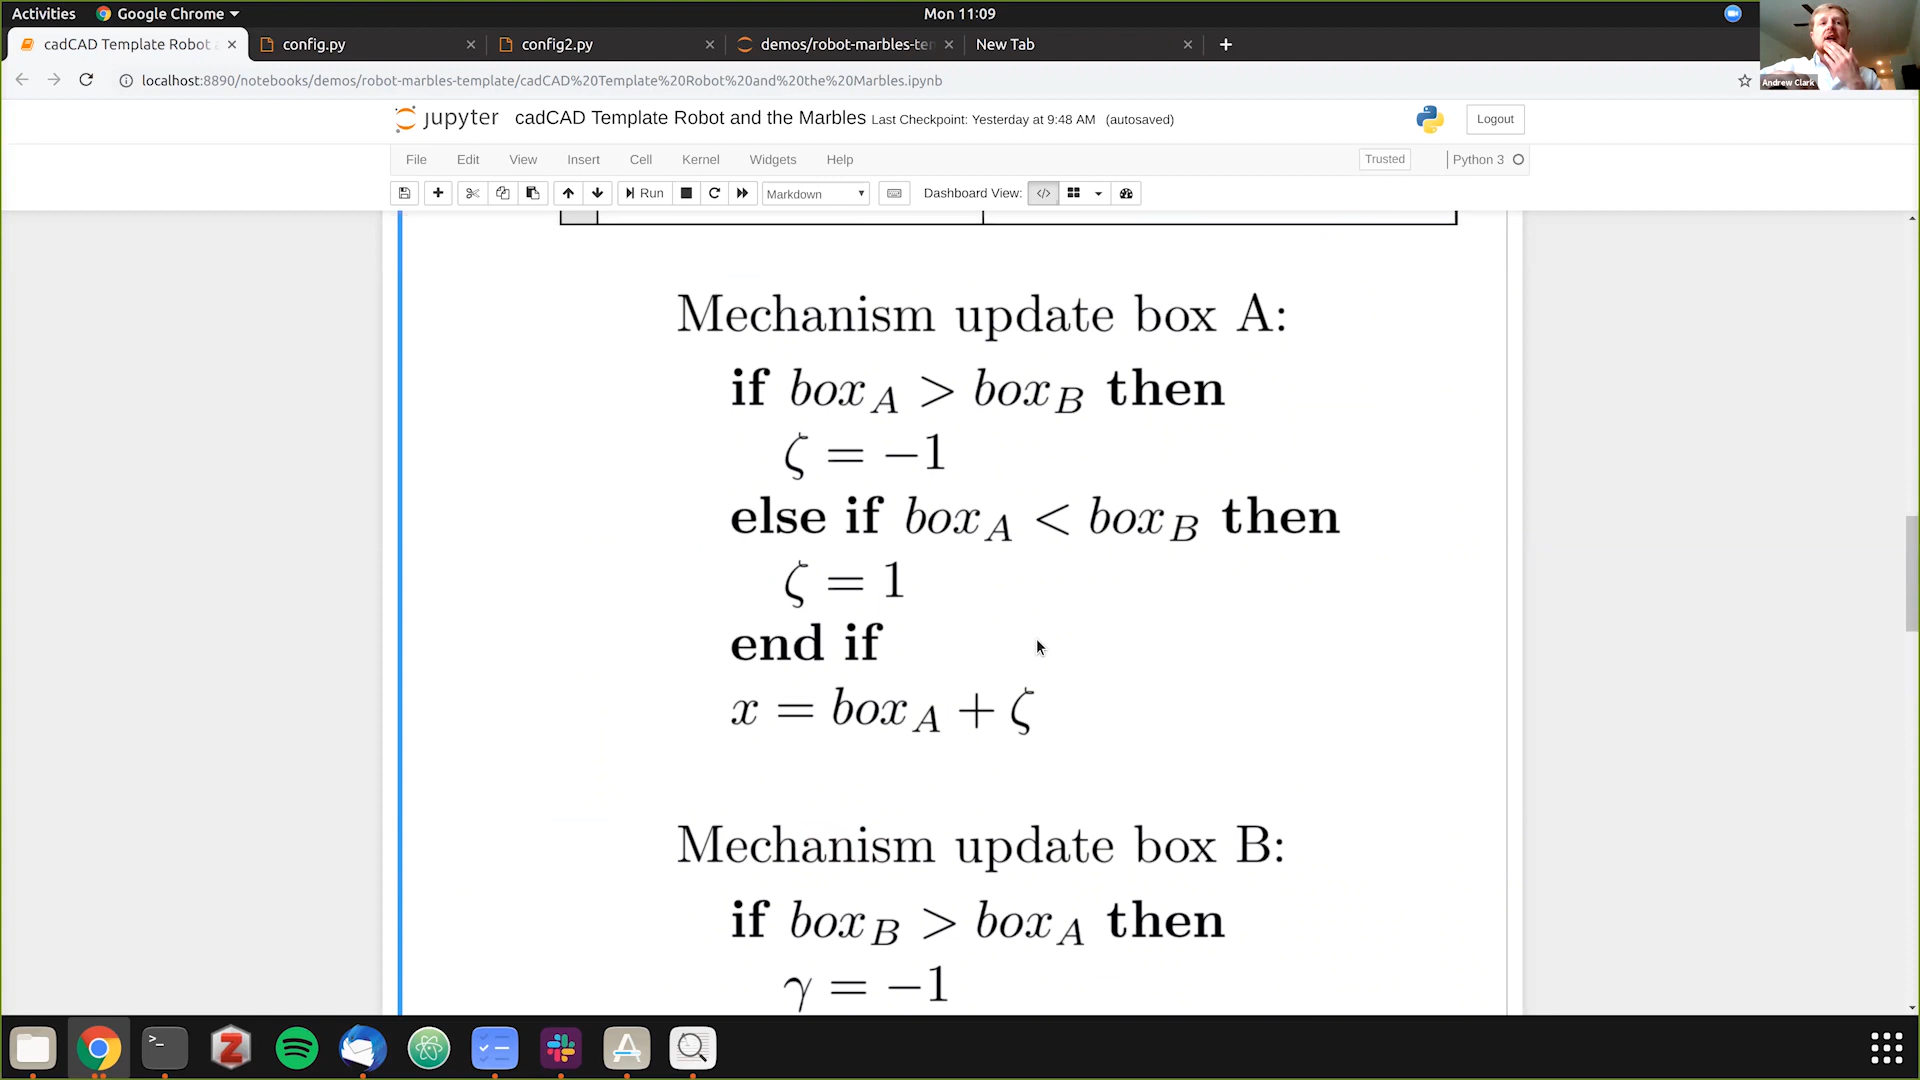 Activities Google Chrome Mon 11:09
cadCAD Template Robot a config.py config2.py demos/robot-marbles-te New Tab
localhost:8890/notebooks/demos/robot-marbles-template/cadCAD%20Template%20Robot%20and%20the%20Marbles.ipynb
Andrew Clark
jupyter cadCAD Template Robot and the Marbles Last Checkpoint: Yesterday at 9:48 AM (autosaved) Logout
File Edit View Insert Cell Kernel Widgets Help Trusted Python 3
Run Markdown Dashboard View: </>
Mechanism update box A:
if box_A > box_B then
ζ = −1
else if box_A < box_B then
ζ = 1
end if
x = box_A + ζ
Mechanism update box B:
if box_B > box_A then
γ = −1